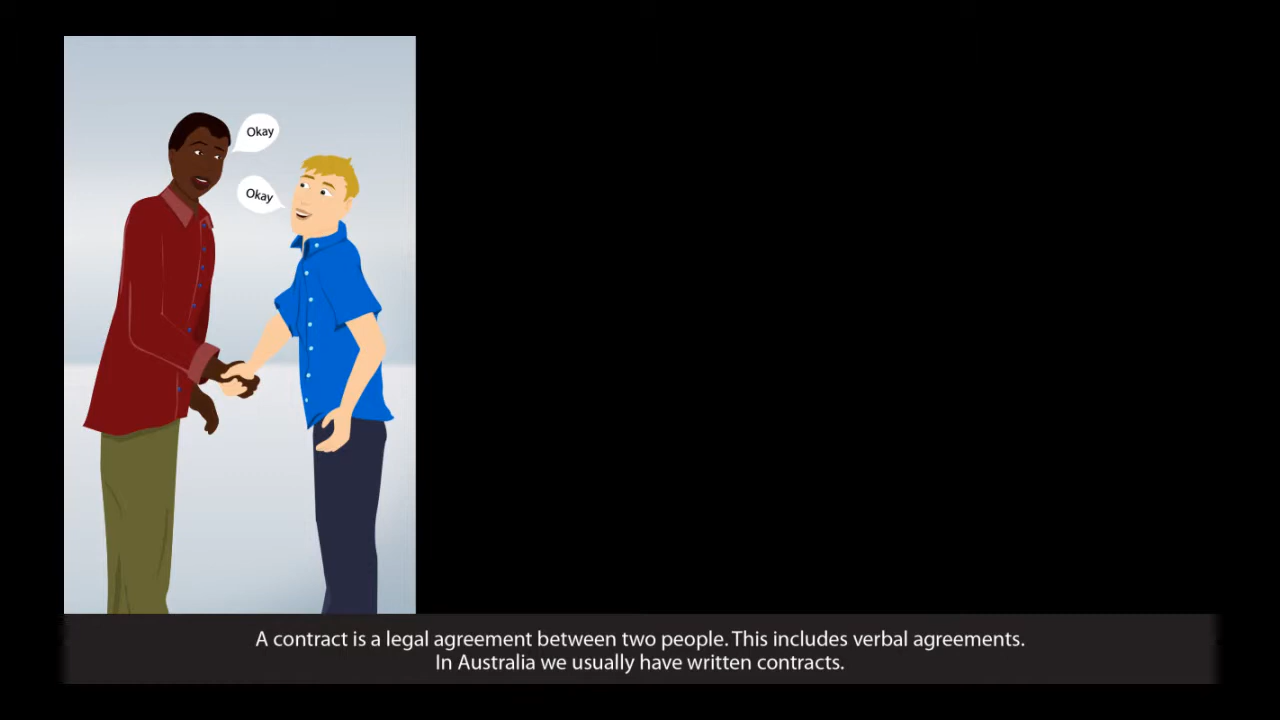 Okay
Okay
A contract is a legal agreement between two people. This includes verbal agreements.
In Australia we usually have written contracts.